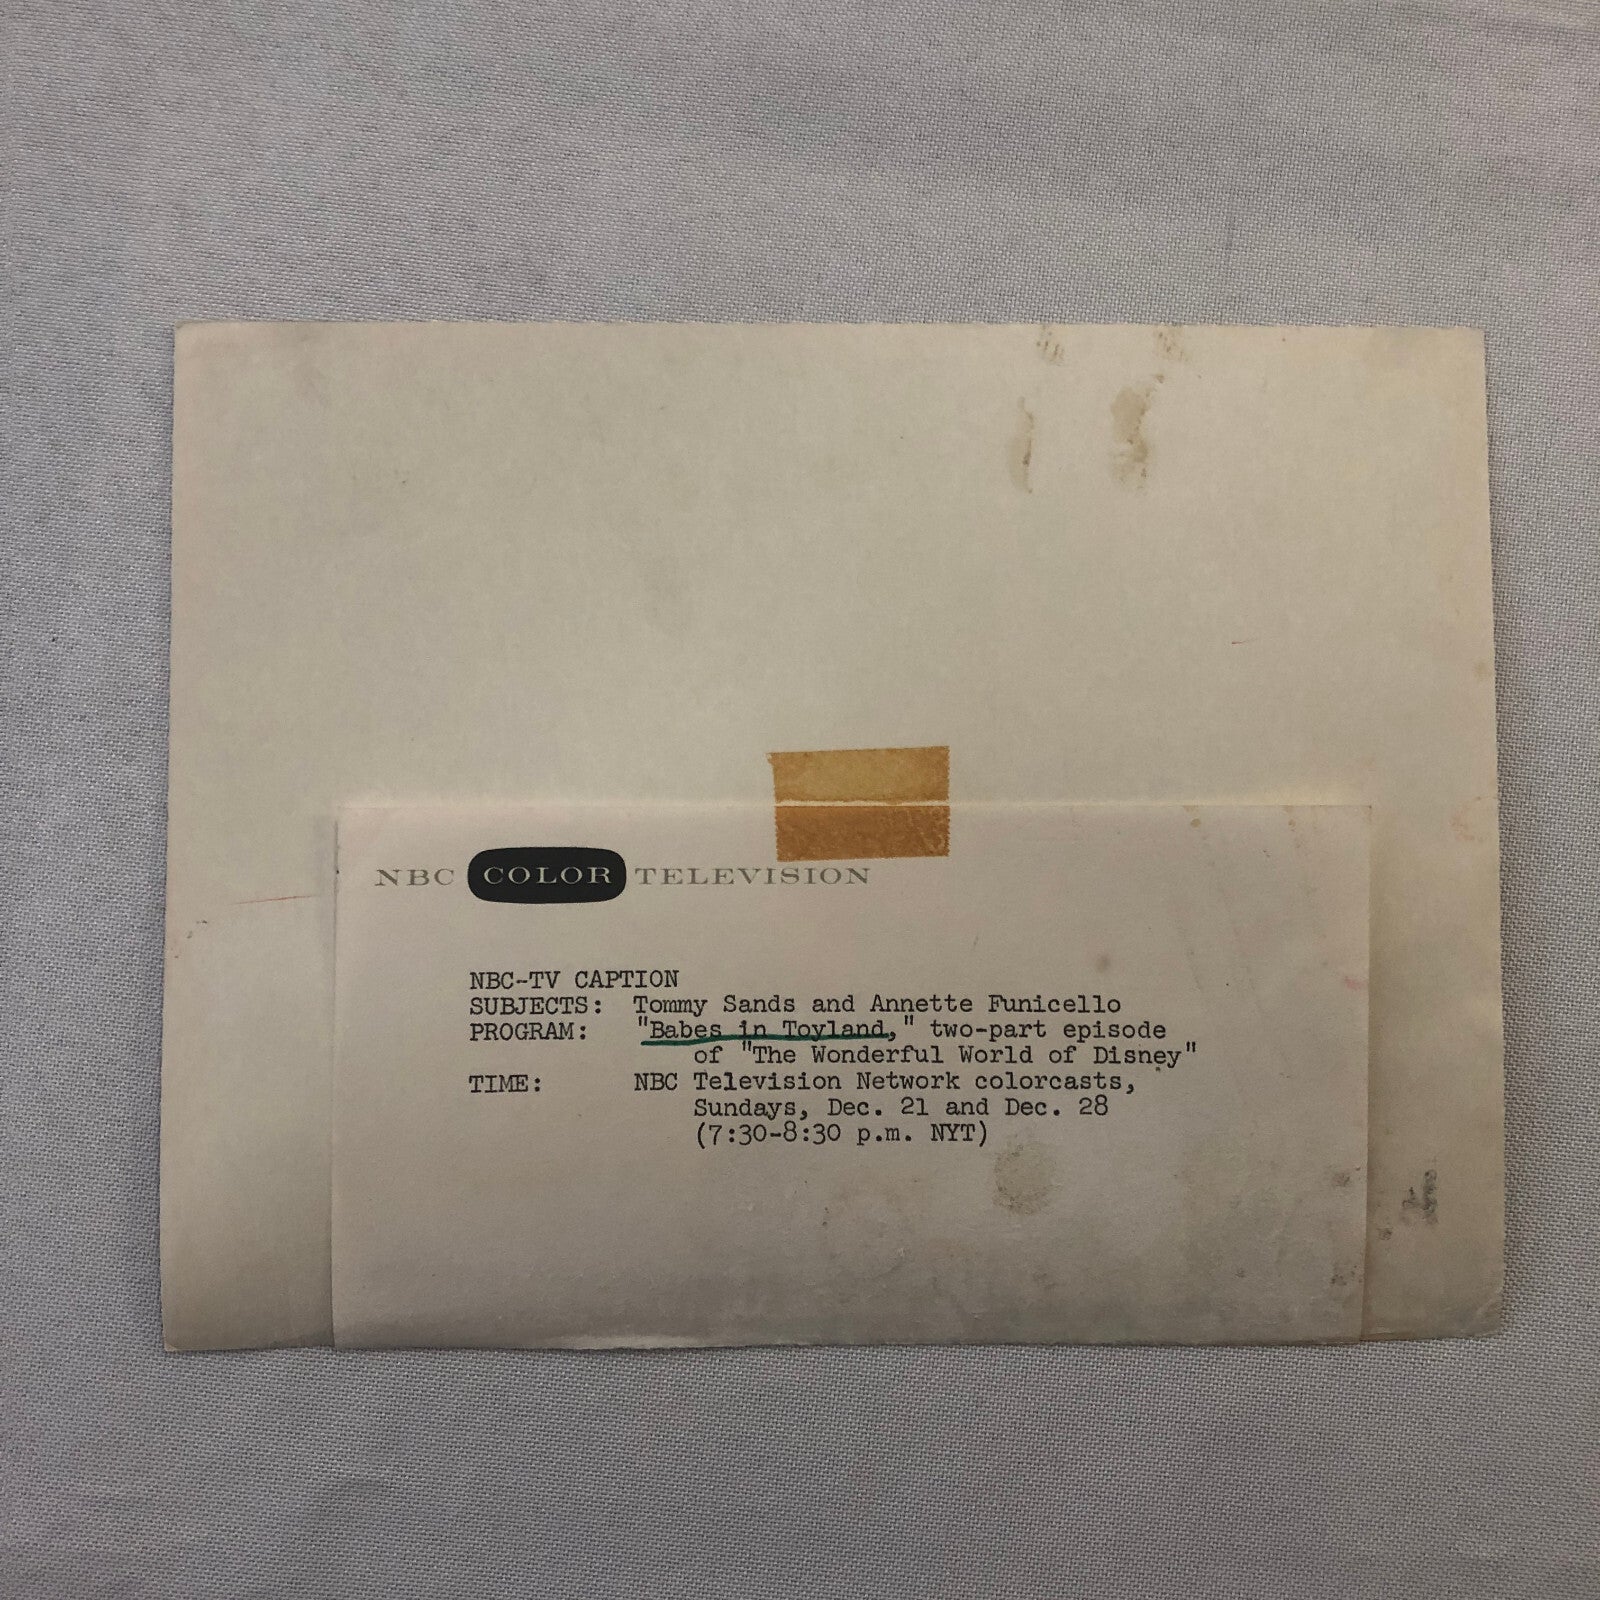 NBC COLOR TELEVISION
NBC-TV CAPTION
SUBJECTS: Tommy Sands and Annette Funicello
PROGRAM: "Babes in Toyland," two-part episode
of "The Wonderful World of Disney"
TIME: NBC Television Network colorcasts,
Sundays, Dec. 21 and Dec. 28
(7:30-8:30 p.m. NYT)